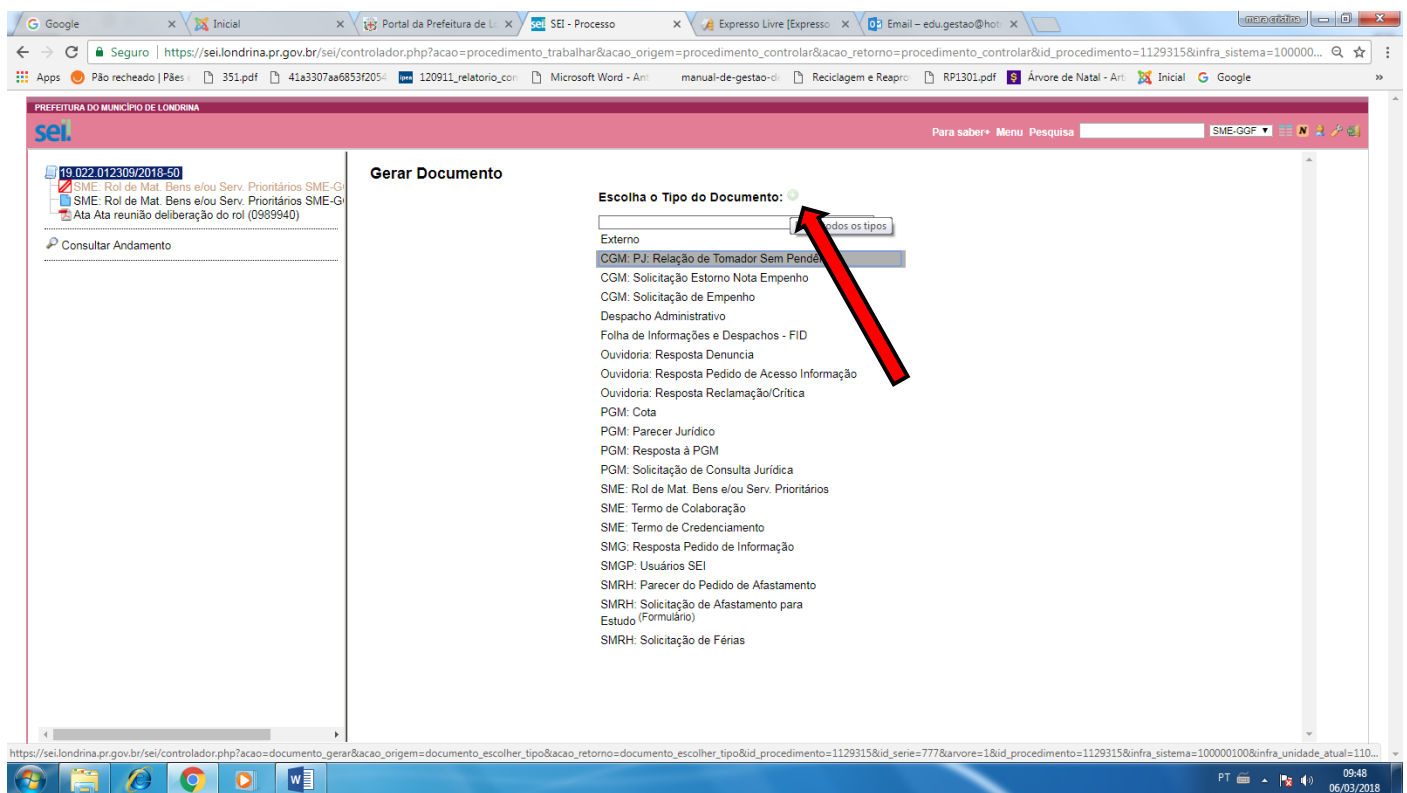 Google
Inicial
Portal da Prefeitura de Lo
SEI - Processo
Expresso Livre [Expresso
Email – edu.gestao@hot
mara cristina
Seguro | https://sei.londrina.pr.gov.br/sei/controlador.php?acao=procedimento_trabalhar&acao_origem=procedimento_controlar&acao_retorno=procedimento_controlar&id_procedimento=1129315&infra_sistema=100000...
Apps
Pão recheado | Pães
351.pdf
41a3307aa6853f2054
120911_relatorio_con
Microsoft Word - An
manual-de-gestao-d
Reciclagem e Reapro
RP1301.pdf
Árvore de Natal - Art
Inicial
Google
»
PREFEITURA DO MUNICÍPIO DE LONDRINA
sei.
Para saber+ Menu Pesquisa
SME-GGF
19.022.012309/2018-50
SME: Rol de Mat. Bens e/ou Serv. Prioritários SME-G
SME: Rol de Mat. Bens e/ou Serv. Prioritários SME-G
Ata Ata reunião deliberação do rol (0989940)
Consultar Andamento
Gerar Documento
Escolha o Tipo do Documento:
odos os tipos
Externo
CGM: PJ: Relação de Tomador Sem Pendê
CGM: Solicitação Estorno Nota Empenho
CGM: Solicitação de Empenho
Despacho Administrativo
Folha de Informações e Despachos - FID
Ouvidoria: Resposta Denuncia
Ouvidoria: Resposta Pedido de Acesso Informação
Ouvidoria: Resposta Reclamação/Crítica
PGM: Cota
PGM: Parecer Jurídico
PGM: Resposta à PGM
PGM: Solicitação de Consulta Jurídica
SME: Rol de Mat. Bens e/ou Serv. Prioritários
SME: Termo de Colaboração
SME: Termo de Credenciamento
SMG: Resposta Pedido de Informação
SMGP: Usuários SEI
SMRH: Parecer do Pedido de Afastamento
SMRH: Solicitação de Afastamento para
Estudo (Formulário)
SMRH: Solicitação de Férias
https://sei.londrina.pr.gov.br/sei/controlador.php?acao=documento_gerar&acao_origem=documento_escolher_tipo&acao_retorno=documento_escolher_tipo&id_procedimento=1129315&id_serie=777&arvore=1&id_procedimento=1129315&infra_sistema=100000100&infra_unidade_atual=110...
PT
09:48
06/03/2018